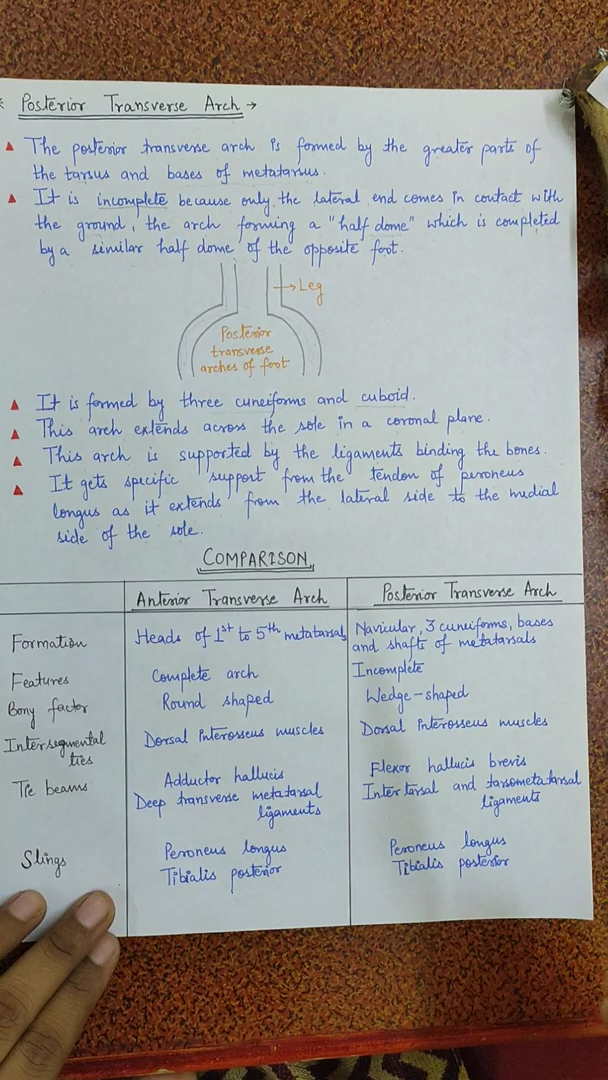 * Posterior Transverse Arch →
▲ The posterior transverse arch is formed by the greater parts of
the tarsus and bases of metatarsus.
▲ It is incomplete because only the lateral end comes in contact with
the ground, the arch forming a "half dome" which is completed
by a similar half dome of the opposite foot.
→ Leg
Posterior
transverse
arches of foot
▲ It is formed by three cuneiforms and cuboid.
▲ This arch extends across the sole in a coronal plane.
▲ This arch is supported by the ligaments binding the bones.
▲ It gets specific support from the tendon of peroneus
longus as it extends from the lateral side to the medial
side of the sole.
COMPARISON
Anterior Transverse Arch Posterior Transverse Arch
Formation Heads of 1st to 5th metatarsals Navicular, 3 cuneiforms, bases
and shafts of metatarsals
Features Complete arch Incomplete
Bony factor Round shaped Wedge-shaped
Intersegmental
ties Dorsal interosseus muscles Dorsal interosseus muscles
Tie beams Adductor hallucis Flexor hallucis brevis
Deep transverse metatarsal Intertarsal and tarsometatarsal
ligaments ligaments
Slings Peroneus longus Peroneus longus
Tibialis posterior Tibialis posterior